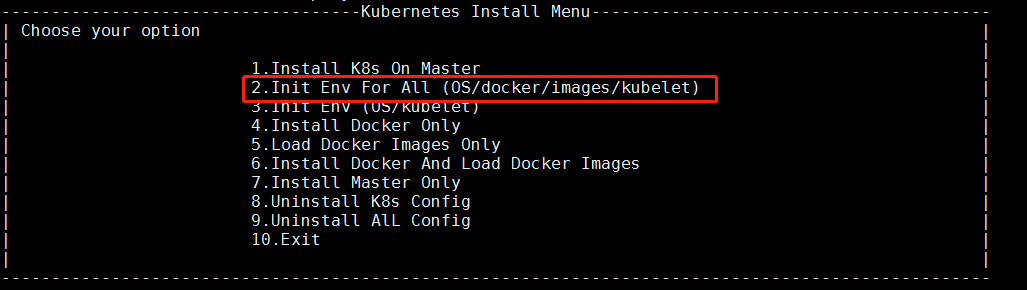 Kubernetes Install Menu
Choose your option
1.Install K8s On Master
2.Init Env For All (OS/docker/images/kubelet)
3.Init Env (OS/kubelet)
4.Install Docker Only
5.Load Docker Images Only
6.Install Docker And Load Docker Images
7.Install Master Only
8.Uninstall K8s Config
9.Uninstall AlL Config
10.Exit